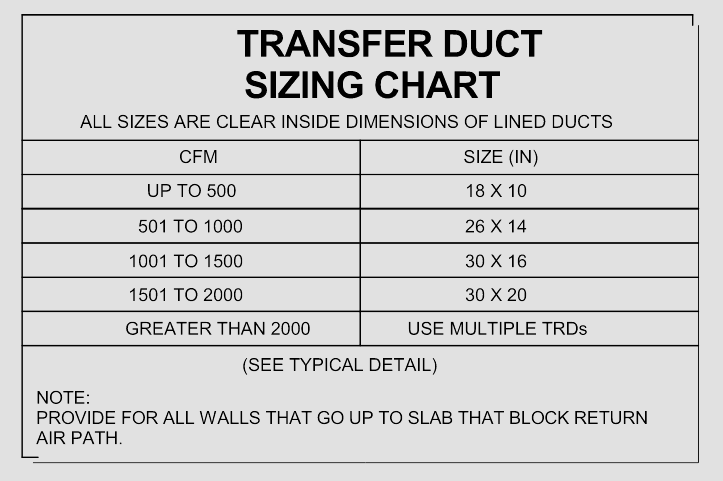 TRANSFER DUCT
SIZING CHART
ALL SIZES ARE CLEAR INSIDE DIMENSIONS OF LINED DUCTS
CFM SIZE (IN)
UP TO 500 18 X 10
501 TO 1000 26 X 14
1001 TO 1500 30 X 16
1501 TO 2000 30 X 20
GREATER THAN 2000 USE MULTIPLE TRDs
(SEE TYPICAL DETAIL)
NOTE:
PROVIDE FOR ALL WALLS THAT GO UP TO SLAB THAT BLOCK RETURN
AIR PATH.